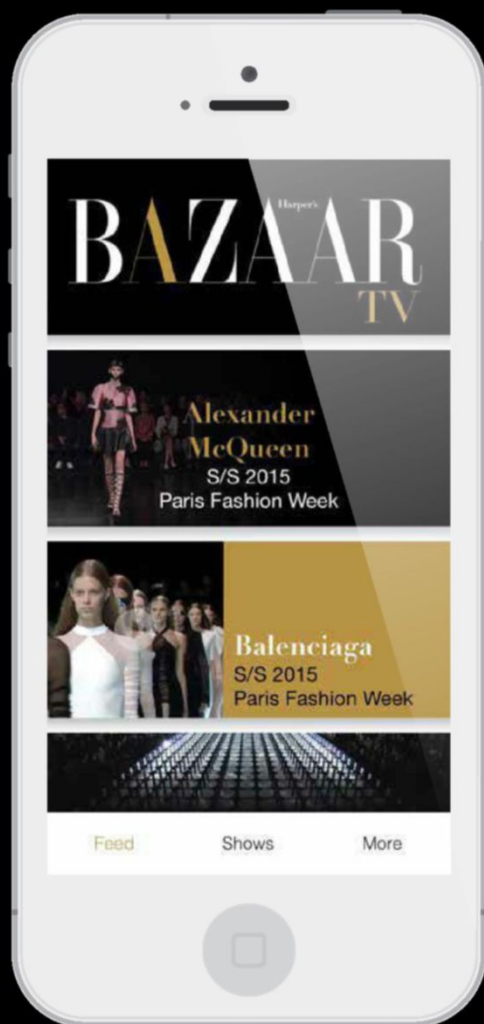 Harper's
BAZAAR
TV
Alexander
McQueen
S/S 2015
Paris Fashion Week
Balenciaga
S/S 2015
Paris Fashion Week
Feed Shows More